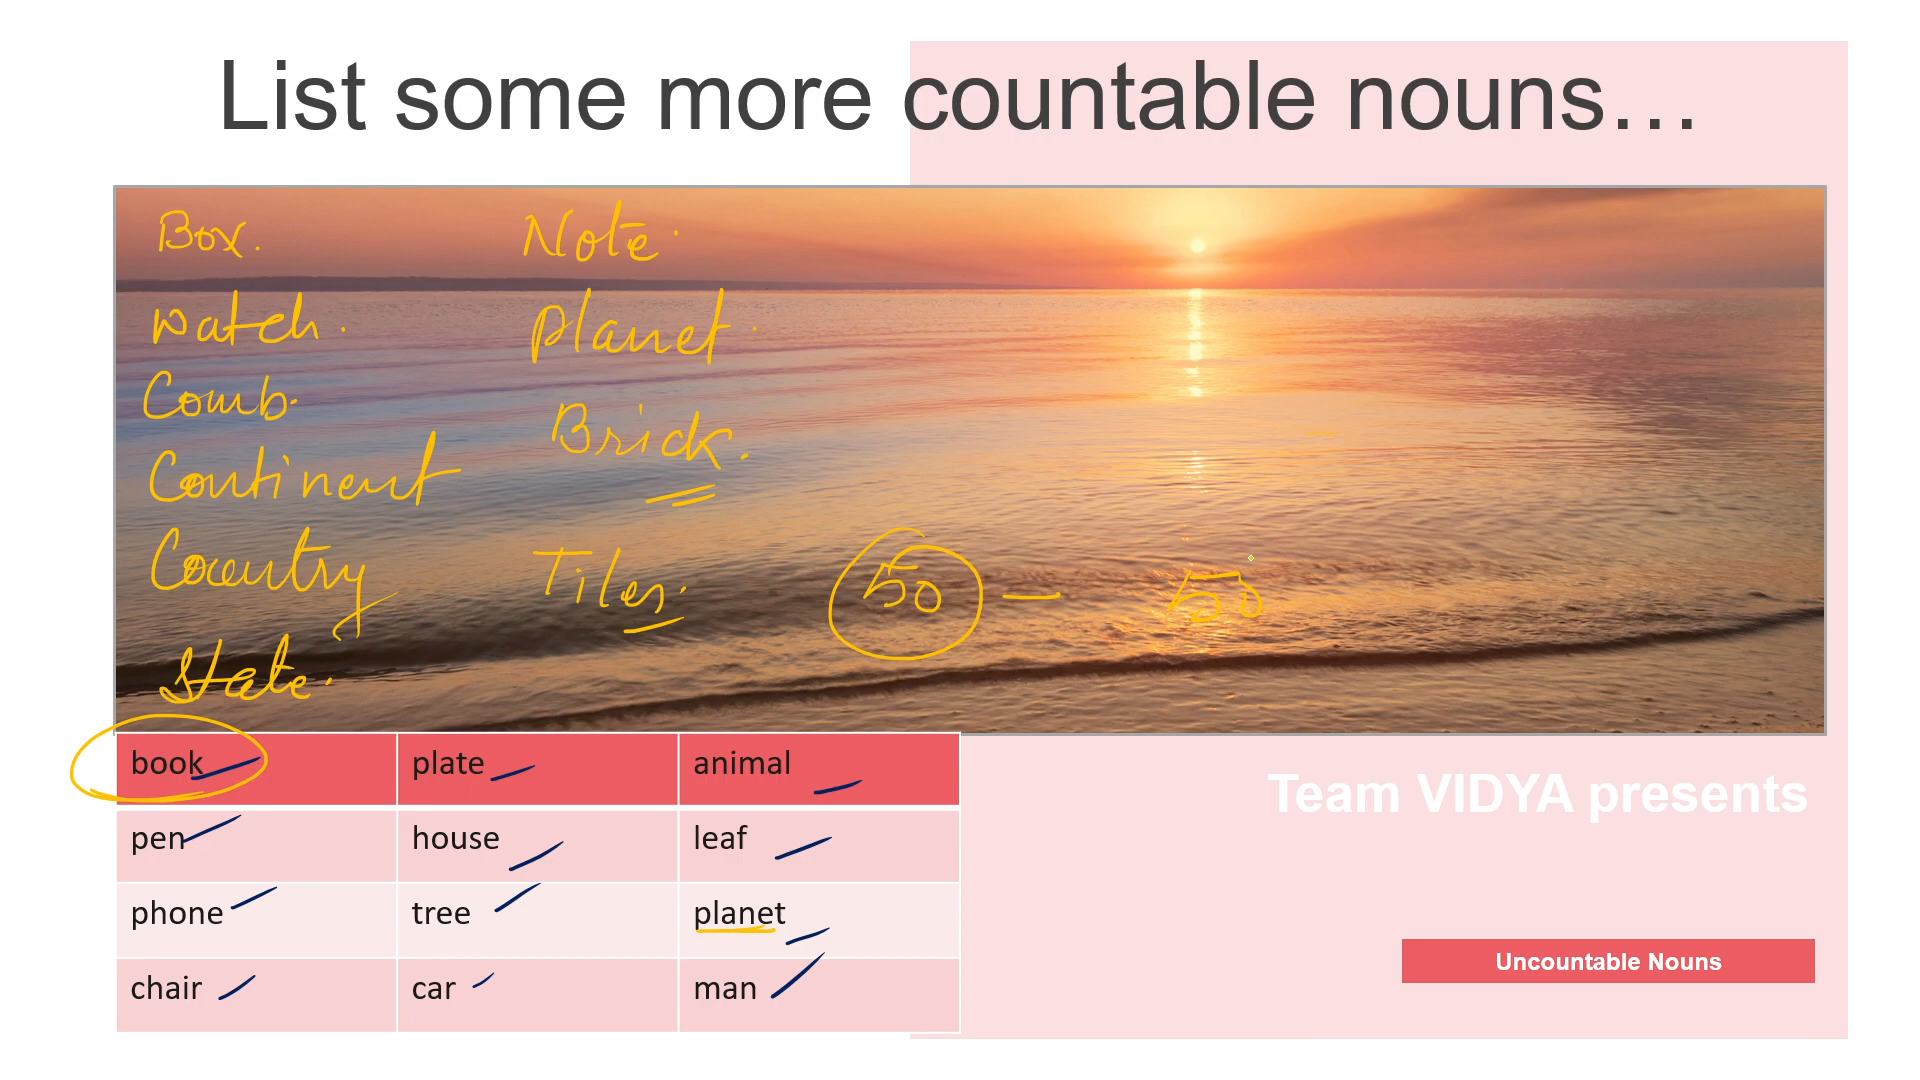 List some more countable nouns…
Box. Note.
Watch. Planet.
Comb. Brick.
Continent
Country Tiles. 50 — 50
State.
book plate animal
pen house leaf
phone tree planet
chair car man
Team VIDYA presents
Uncountable Nouns